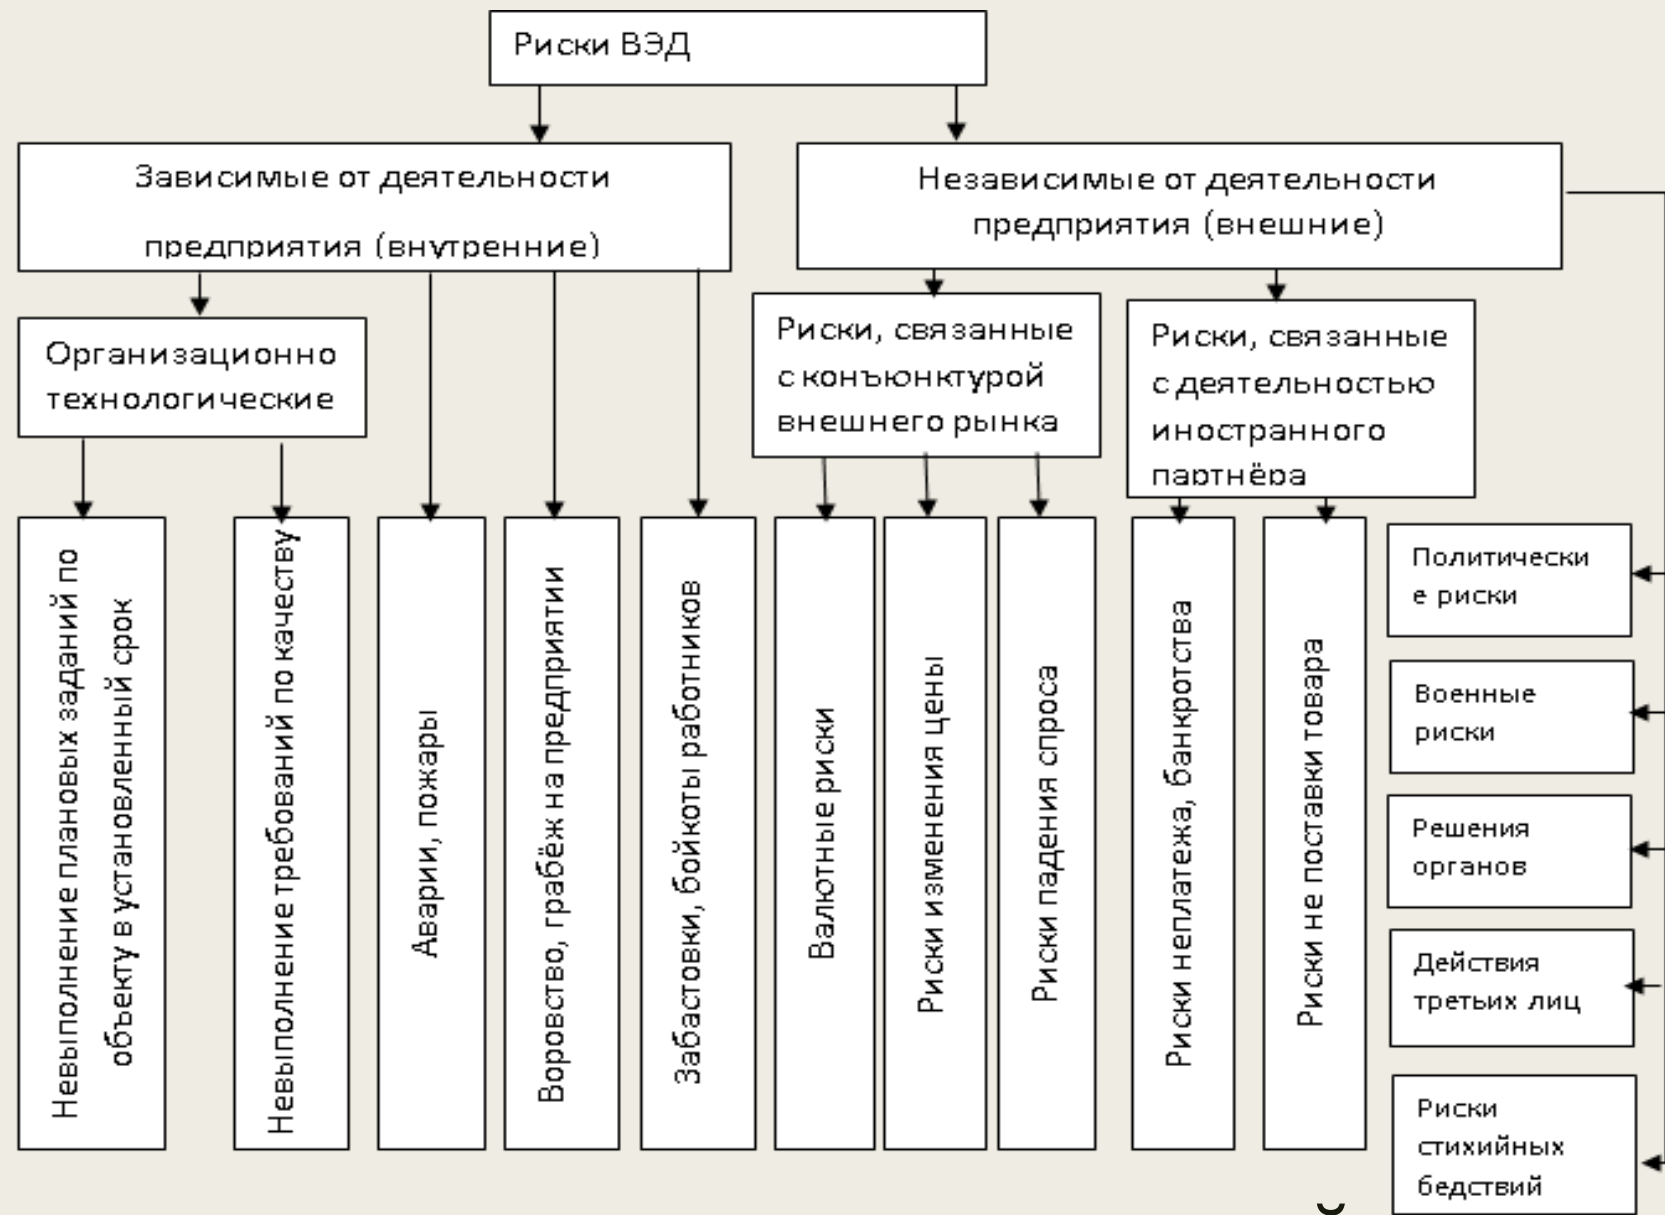 Риски ВЭД
Зависимые от деятельности
предприятия (внутренние)
Независимые от деятельности
предприятия (внешние)
Организационно
технологические
Риски, связанные
с конъюнктурой
внешнего рынка
Риски, связанные
с деятельностью
иностранного
партнёра
Невыполнение плановых заданий по
объекту в установленный срок
Невыполнение требований по качеству
Аварии, пожары
Воровство, грабёж на предприятии
Забастовки, бойкоты работников
Валютные риски
Риски изменения цены
Риски падения спроса
Риски неплатежа, банкротства
Риски не поставки товара
Политически
е риски
Военные
риски
Решения
органов
Действия
третьих лиц
Риски
стихийных
бедствий